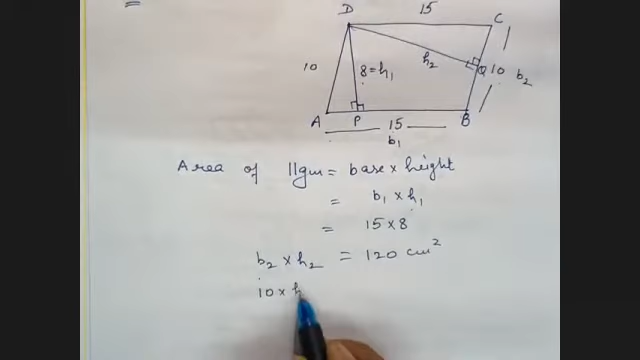 =
D 15 C
10 8 = h₁ h₂ Q 10 b₂
A P 15 B
b₁
Area of 11gm = base × height
= b₁ × h₁
= 15 × 8
b₂ × h₂ = 120 cm²
10 × h